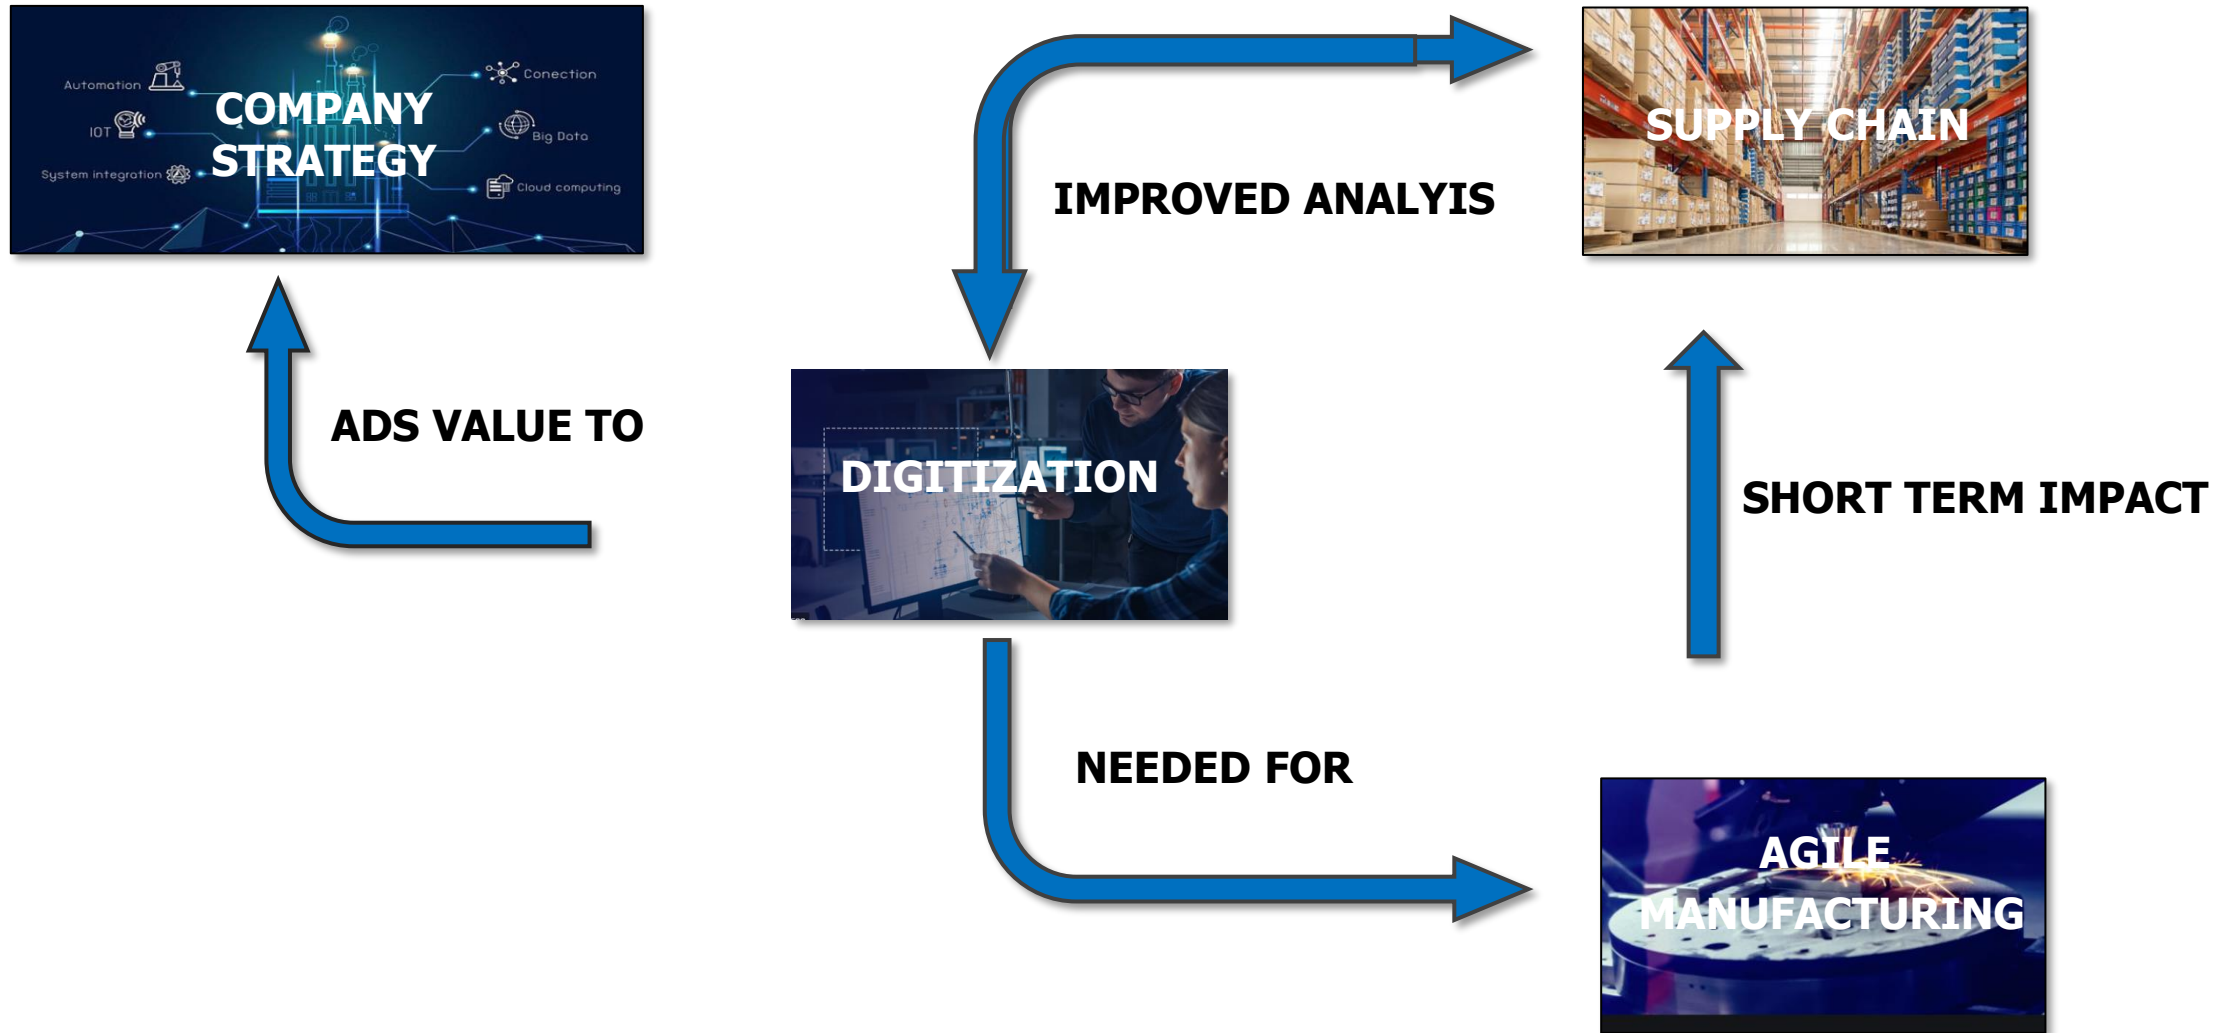 Automation
IOT
System integration
COMPANY
STRATEGY
Conection
Big Data
Cloud computing
IMPROVED ANALYIS
SUPPLY CHAIN
ADS VALUE TO
DIGITIZATION
SHORT TERM IMPACT
NEEDED FOR
AGILE
MANUFACTURING